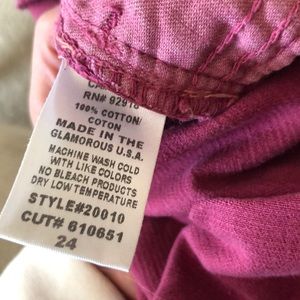 RN# 92918
100% COTTON/
COTON
MADE IN THE
GLAMOROUS U.S.A.
MACHINE WASH COLD
WITH LIKE COLORS
NO BLEACH PRODUCTS
DRY LOW TEMPERATURE
STYLE#20010
CUT# 610651
24